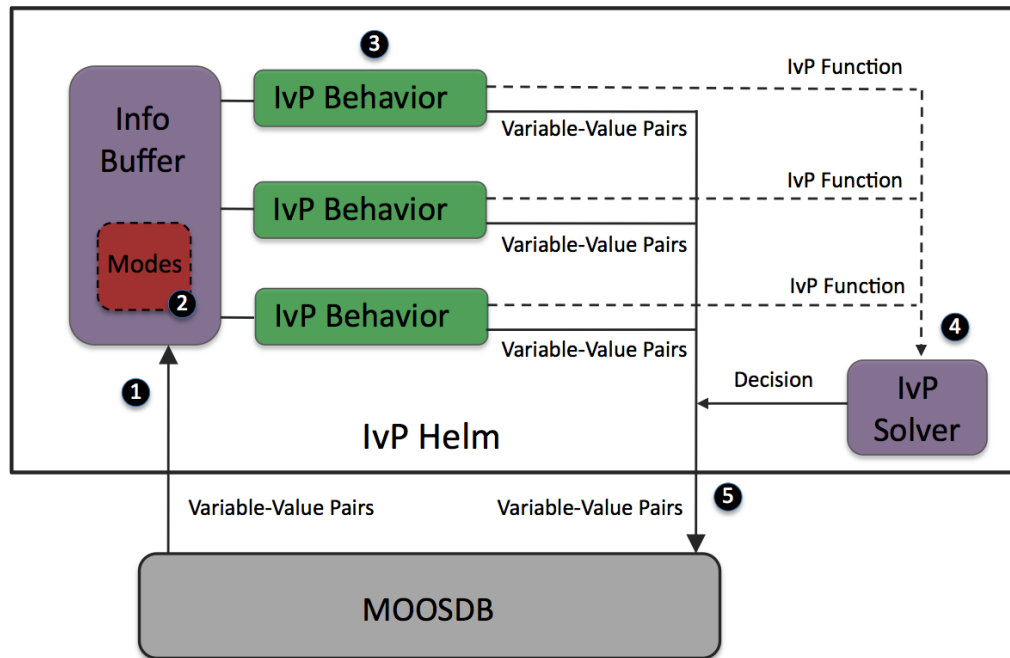 3
IvP Function
Info
Buffer
IvP Behavior
Variable-Value Pairs
IvP Function
IvP Behavior
Variable-Value Pairs
Modes
2
IvP Function
IvP Behavior
Variable-Value Pairs
4
1
Decision
IvP
Solver
IvP Helm
5
Variable-Value Pairs
Variable-Value Pairs
MOOSDB